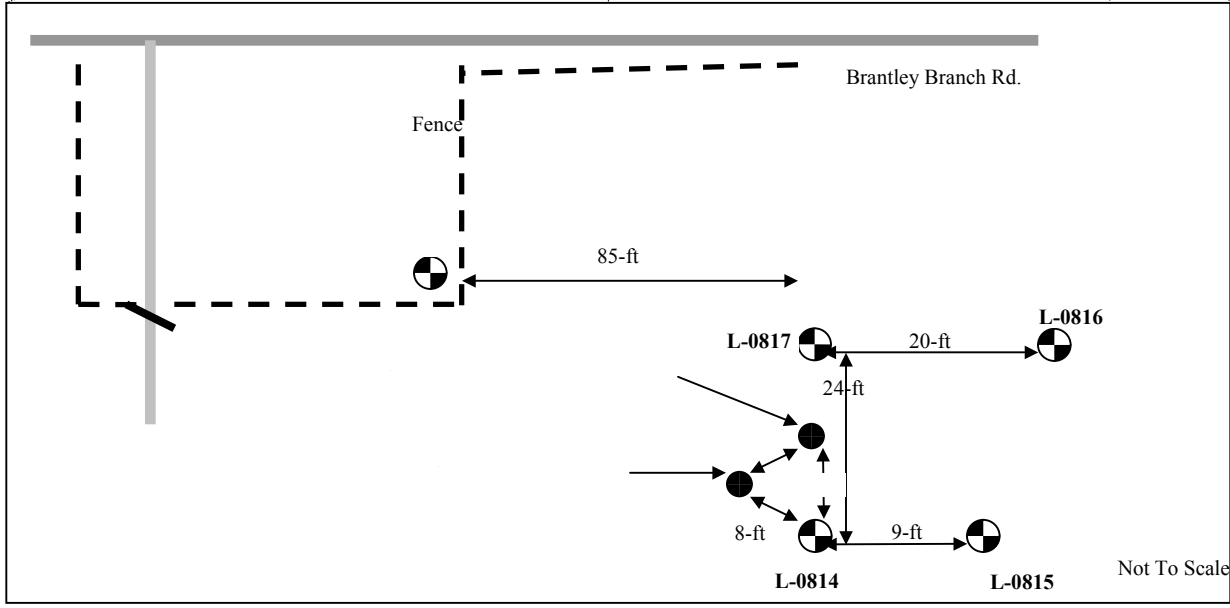 Brantley Branch Rd.
Fence
85-ft
L-0816
L-0817
20-ft
24-ft
8-ft
9-ft
Not To Scale
L-0814
L-0815